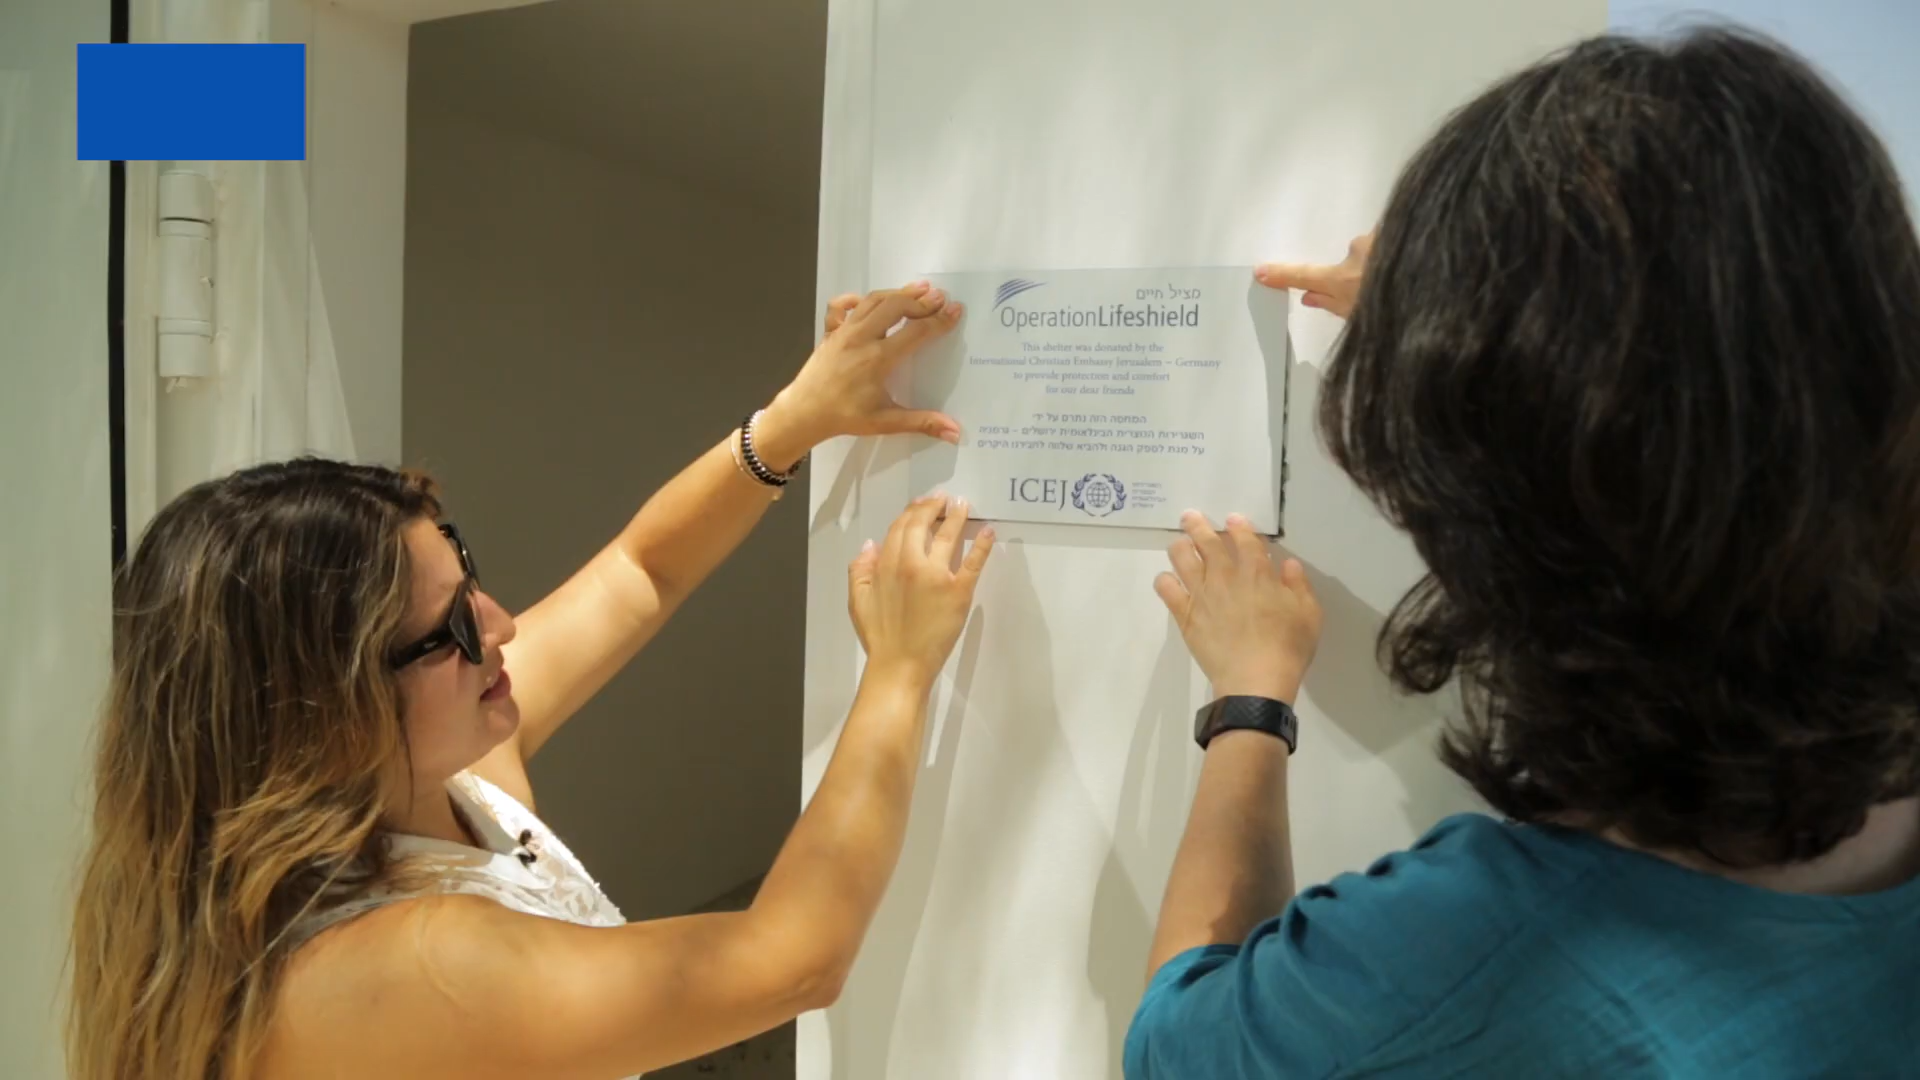 מציל חיים
OperationLifeshield
This shelter was donated by the
International Christian Embassy Jerusalem – Germany
to provide protection and comfort
for our dear friends
המחסה הזה נתרם על ידי
השגרירות הנוצרית הבינלאומית ירושלים – גרמניה
על מנת לספק הגנה ולהביא שלווה לחברינו היקרים
ICEJ